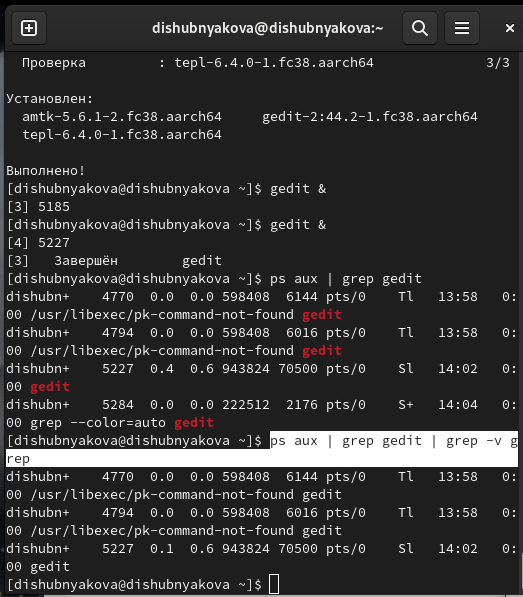 dishubnyakova@dishubnyakova:~
Проверка : tepl-6.4.0-1.fc38.aarch64 3/3
Установлен:
amtk-5.6.1-2.fc38.aarch64 gedit-2:44.2-1.fc38.aarch64
tepl-6.4.0-1.fc38.aarch64
Выполнено!
[dishubnyakova@dishubnyakova ~]$ gedit &
[3] 5185
[dishubnyakova@dishubnyakova ~]$ gedit &
[4] 5227
[3] Завершён gedit
[dishubnyakova@dishubnyakova ~]$ ps aux | grep gedit
dishubn+ 4770 0.0 0.0 598408 6144 pts/0 Tl 13:58 0:
00 /usr/libexec/pk-command-not-found gedit
dishubn+ 4794 0.0 0.0 598408 6016 pts/0 Tl 13:58 0:
00 /usr/libexec/pk-command-not-found gedit
dishubn+ 5227 0.4 0.6 943824 70500 pts/0 Sl 14:02 0:
00 gedit
dishubn+ 5284 0.0 0.0 222512 2176 pts/0 S+ 14:04 0:
00 grep --color=auto gedit
[dishubnyakova@dishubnyakova ~]$ ps aux | grep gedit | grep -v g
rep
dishubn+ 4770 0.0 0.0 598408 6144 pts/0 Tl 13:58 0:
00 /usr/libexec/pk-command-not-found gedit
dishubn+ 4794 0.0 0.0 598408 6016 pts/0 Tl 13:58 0:
00 /usr/libexec/pk-command-not-found gedit
dishubn+ 5227 0.1 0.6 943824 70500 pts/0 Sl 14:02 0:
00 gedit
[dishubnyakova@dishubnyakova ~]$